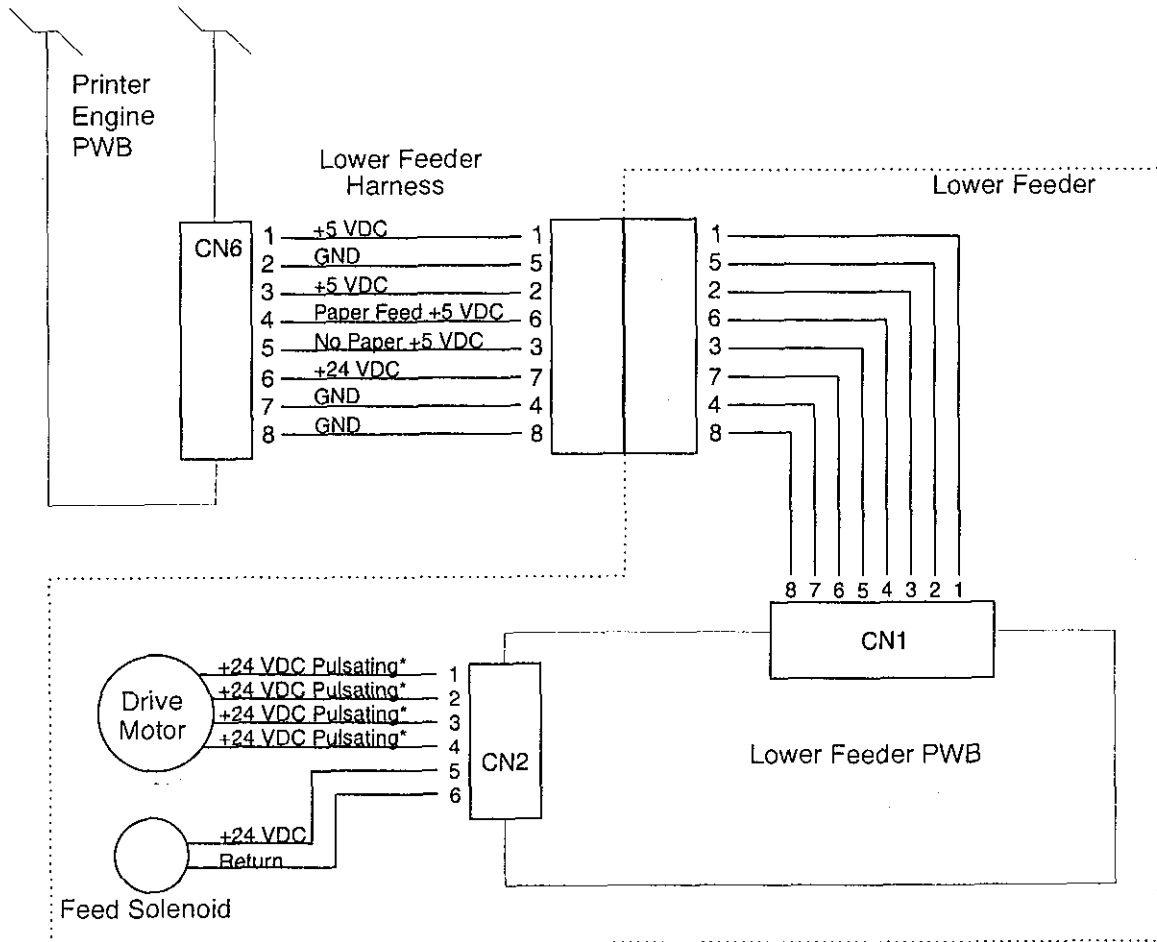 Printer
Engine
PWB
Lower Feeder
Harness
Lower Feeder
CN6
1 +5 VDC 1
2 GND 5
3 +5 VDC 2
4 Paper Feed +5 VDC 6
5 No Paper +5 VDC 3
6 +24 VDC 7
7 GND 4
8 GND 8
1
5
2
6
3
7
4
8
8 7 6 5 4 3 2 1
CN1
Drive
Motor
+24 VDC Pulsating* 1
+24 VDC Pulsating* 2
+24 VDC Pulsating* 3
+24 VDC Pulsating* 4
5
6
CN2
Lower Feeder PWB
+24 VDC
Return
Feed Solenoid